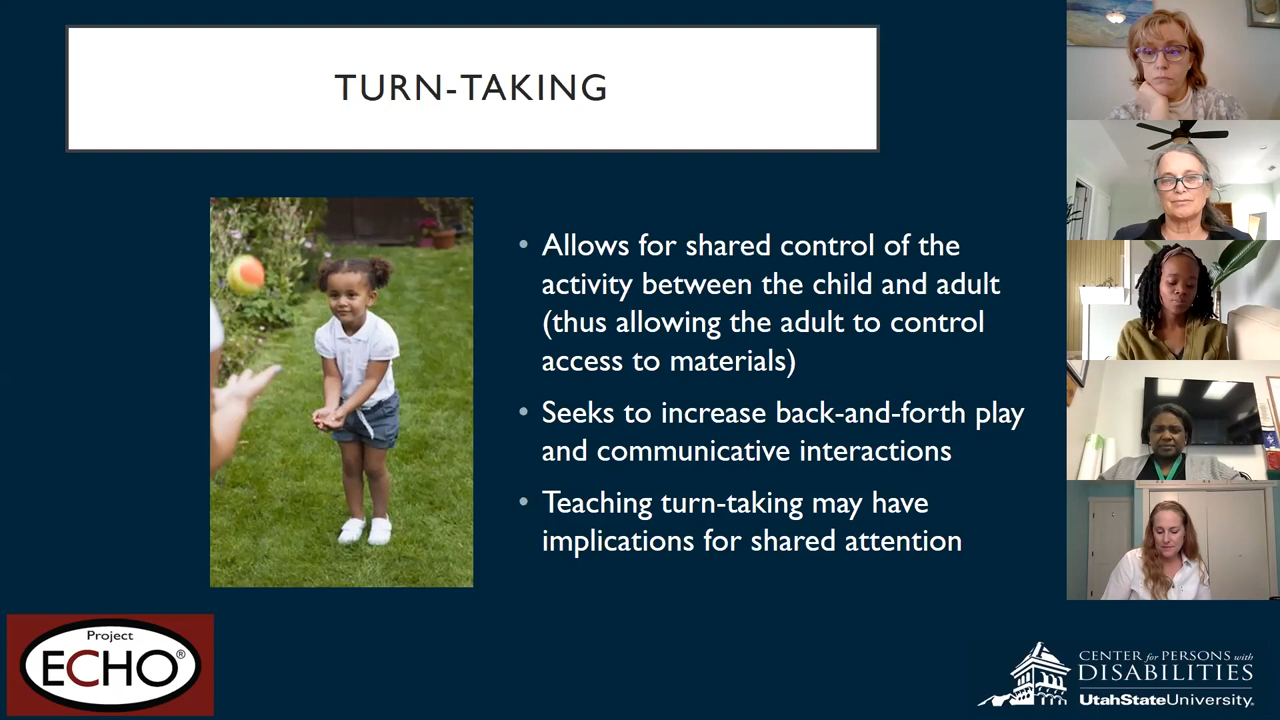 TURN-TAKING
• Allows for shared control of the
activity between the child and adult
(thus allowing the adult to control
access to materials)
• Seeks to increase back-and-forth play
and communicative interactions
• Teaching turn-taking may have
implications for shared attention
Project
ECHO®
CENTER for PERSONS with
DISABILITIES
UtahStateUniversity.